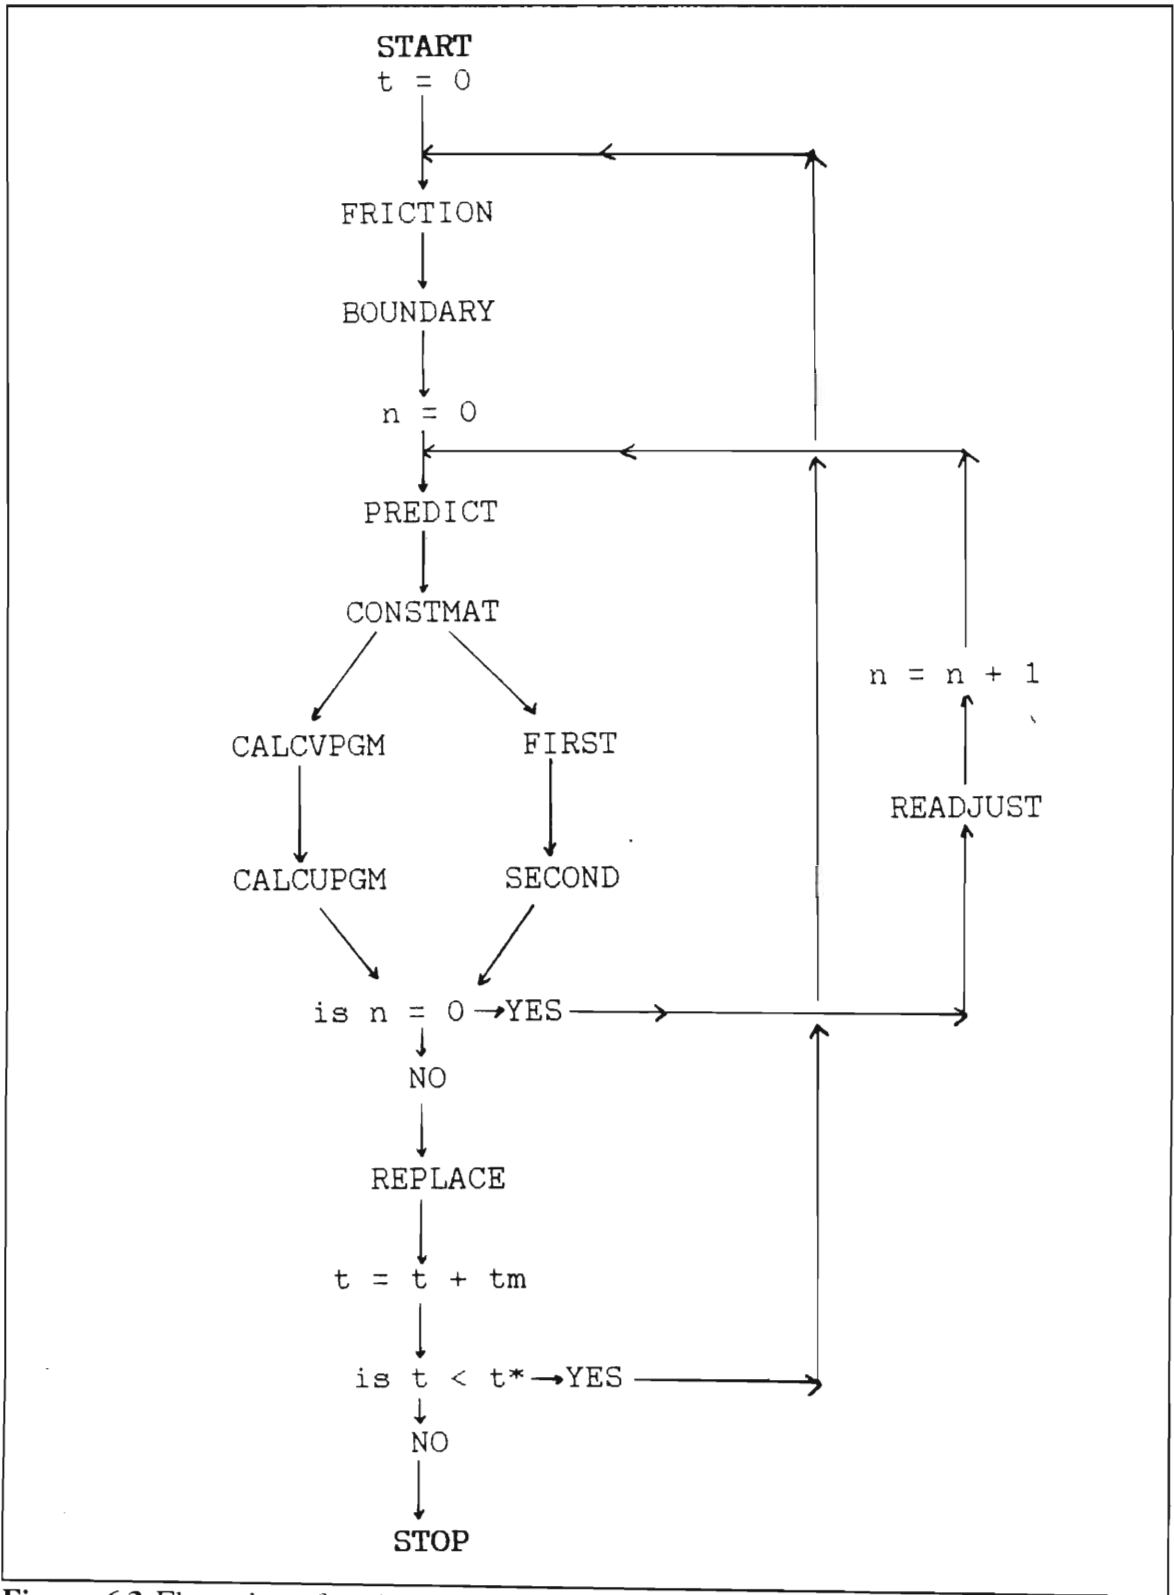 START
t = 0
FRICTION
BOUNDARY
n = 0
PREDICT
CONSTMAT
n = n + 1
CALCVPGM FIRST
READJUST
CALCUPGM SECOND
is n = 0 → YES
NO
REPLACE
t = t + tm
is t < t* → YES
NO
STOP